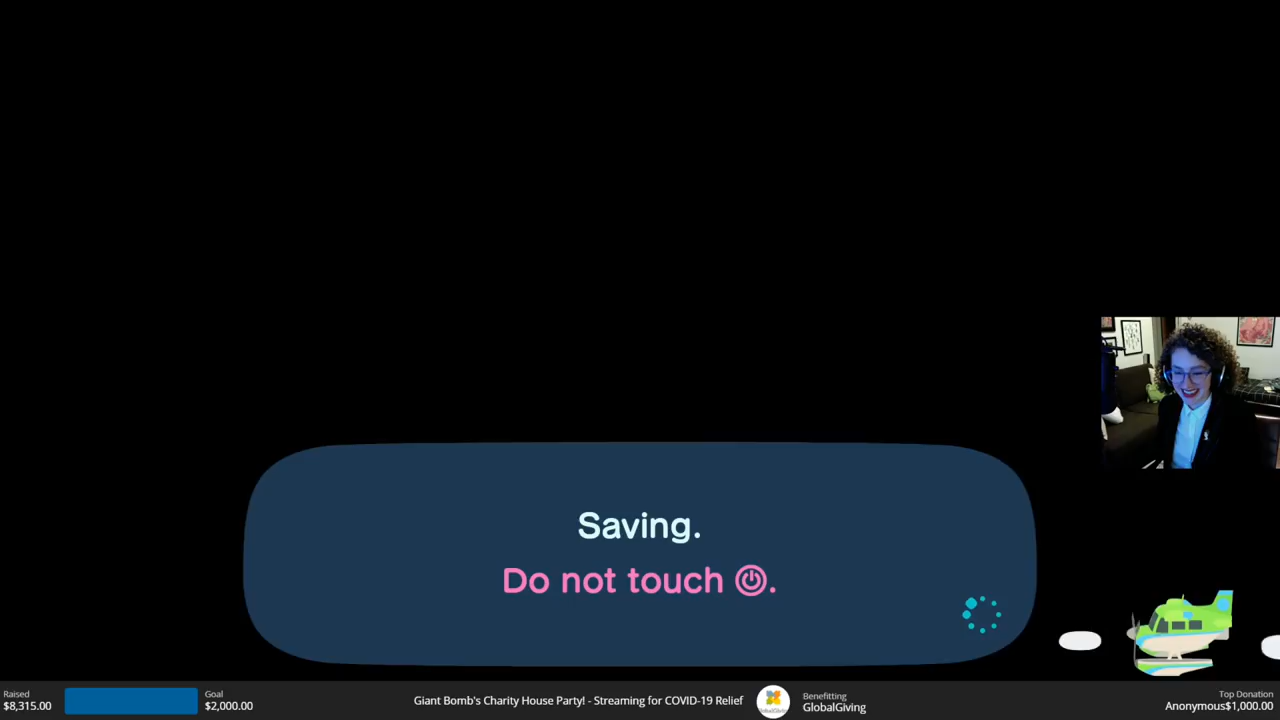 Saving.
Do not touch ⏻.
Raised
$8,315.00
Goal
$2,000.00
Giant Bomb's Charity House Party! - Streaming for COVID-19 Relief
Benefitting
GlobalGiving
Top Donation
Anonymous$1,000.00